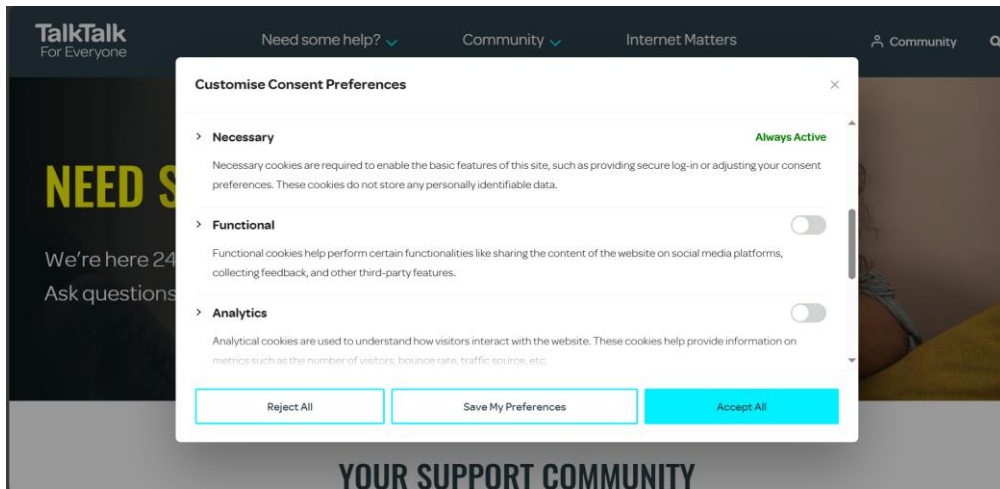 TalkTalk
For Everyone
Need some help?
Community
Internet Matters
Community
Customise Consent Preferences
Necessary
Always Active
Necessary cookies are required to enable the basic features of this site, such as providing secure log-in or adjusting your consent
preferences. These cookies do not store any personally identifiable data.
Functional
Functional cookies help perform certain functionalities like sharing the content of the website on social media platforms,
collecting feedback, and other third-party features.
Analytics
Analytical cookies are used to understand how visitors interact with the website. These cookies help provide information on
metrics such as the number of visitors, bounce rate, traffic source, etc.
Reject All
Save My Preferences
Accept All
NEED S
We're here 24
Ask questions
YOUR SUPPORT COMMUNITY